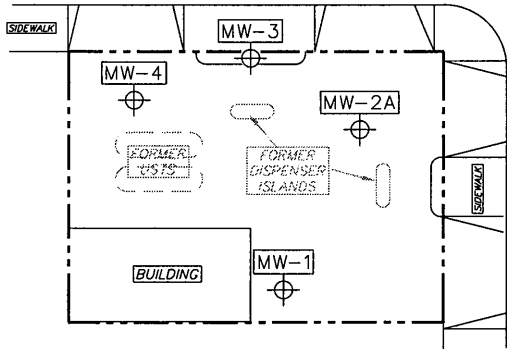 SIDEWALK
MW-3
MW-4
MW-2A
FORMER
USTS
FORMER
DISPENSER
ISLANDS
SIDEWALK
BUILDING
MW-1